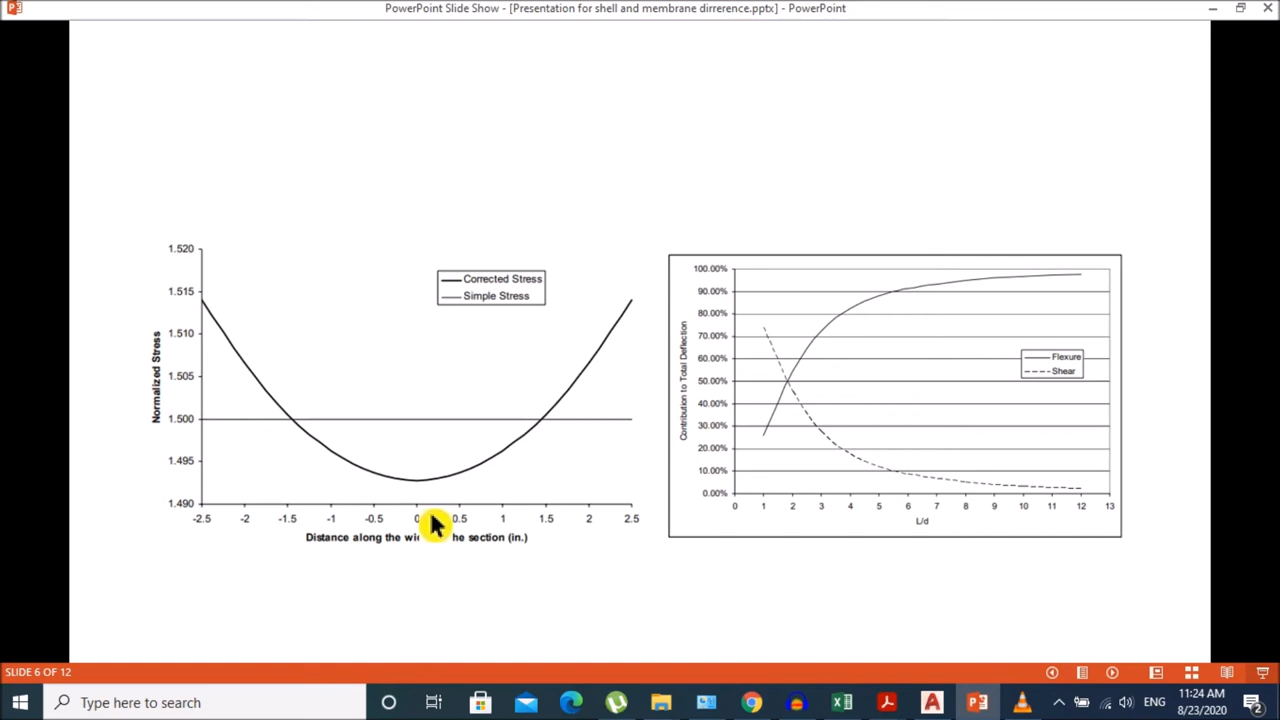 PowerPoint Slide Show - [Presentation for shell and membrane dirrerence.pptx] - PowerPoint
1.520
1.515
1.510
1.505
1.500
1.495
1.490
Normalized Stress
Corrected Stress
Simple Stress
-2.5 -2 -1.5 -1 -0.5 0 0.5 1 1.5 2 2.5
Distance along the he section (in.)
100.00%
90.00%
80.00%
70.00%
60.00%
50.00%
40.00%
30.00%
20.00%
10.00%
0.00%
Contribution to Total Deflection
Flexure
Shear
0 1 2 3 4 5 6 7 8 9 10 11 12 13
L/d
SLIDE 6 OF 12
Type here to search
ENG
11:24 AM
8/23/2020
2